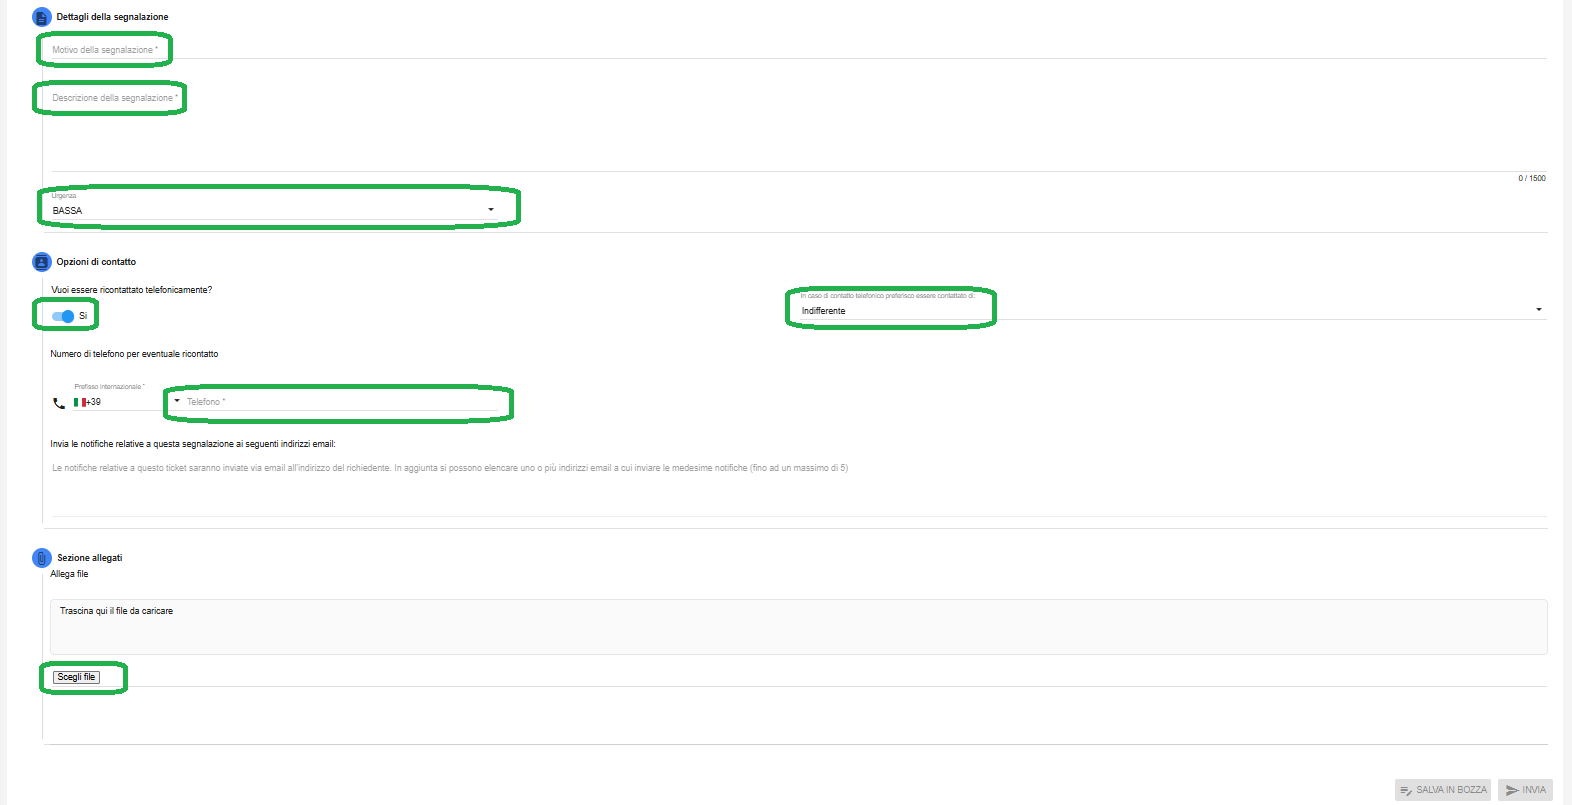 Dettagli della segnalazione
Motivo della segnalazione *
Descrizione della segnalazione *
0 / 1500
Urgenza
BASSA
Opzioni di contatto
Vuoi essere ricontattato telefonicamente?
Si
In caso di contatto telefonico preferisco essere contattato di:
Indifferente
Numero di telefono per eventuale ricontatto
Prefisso internazionale *
+39
Telefono *
Invia le notifiche relative a questa segnalazione ai seguenti indirizzi email:
Le notifiche relative a questo ticket saranno inviate via email all'indirizzo del richiedente. In aggiunta si possono elencare uno o più indirizzi email a cui inviare le medesime notifiche (fino ad un massimo di 5)
Sezione allegati
Allega file
Trascina qui il file da caricare
Scegli file
SALVA IN BOZZA
INVIA